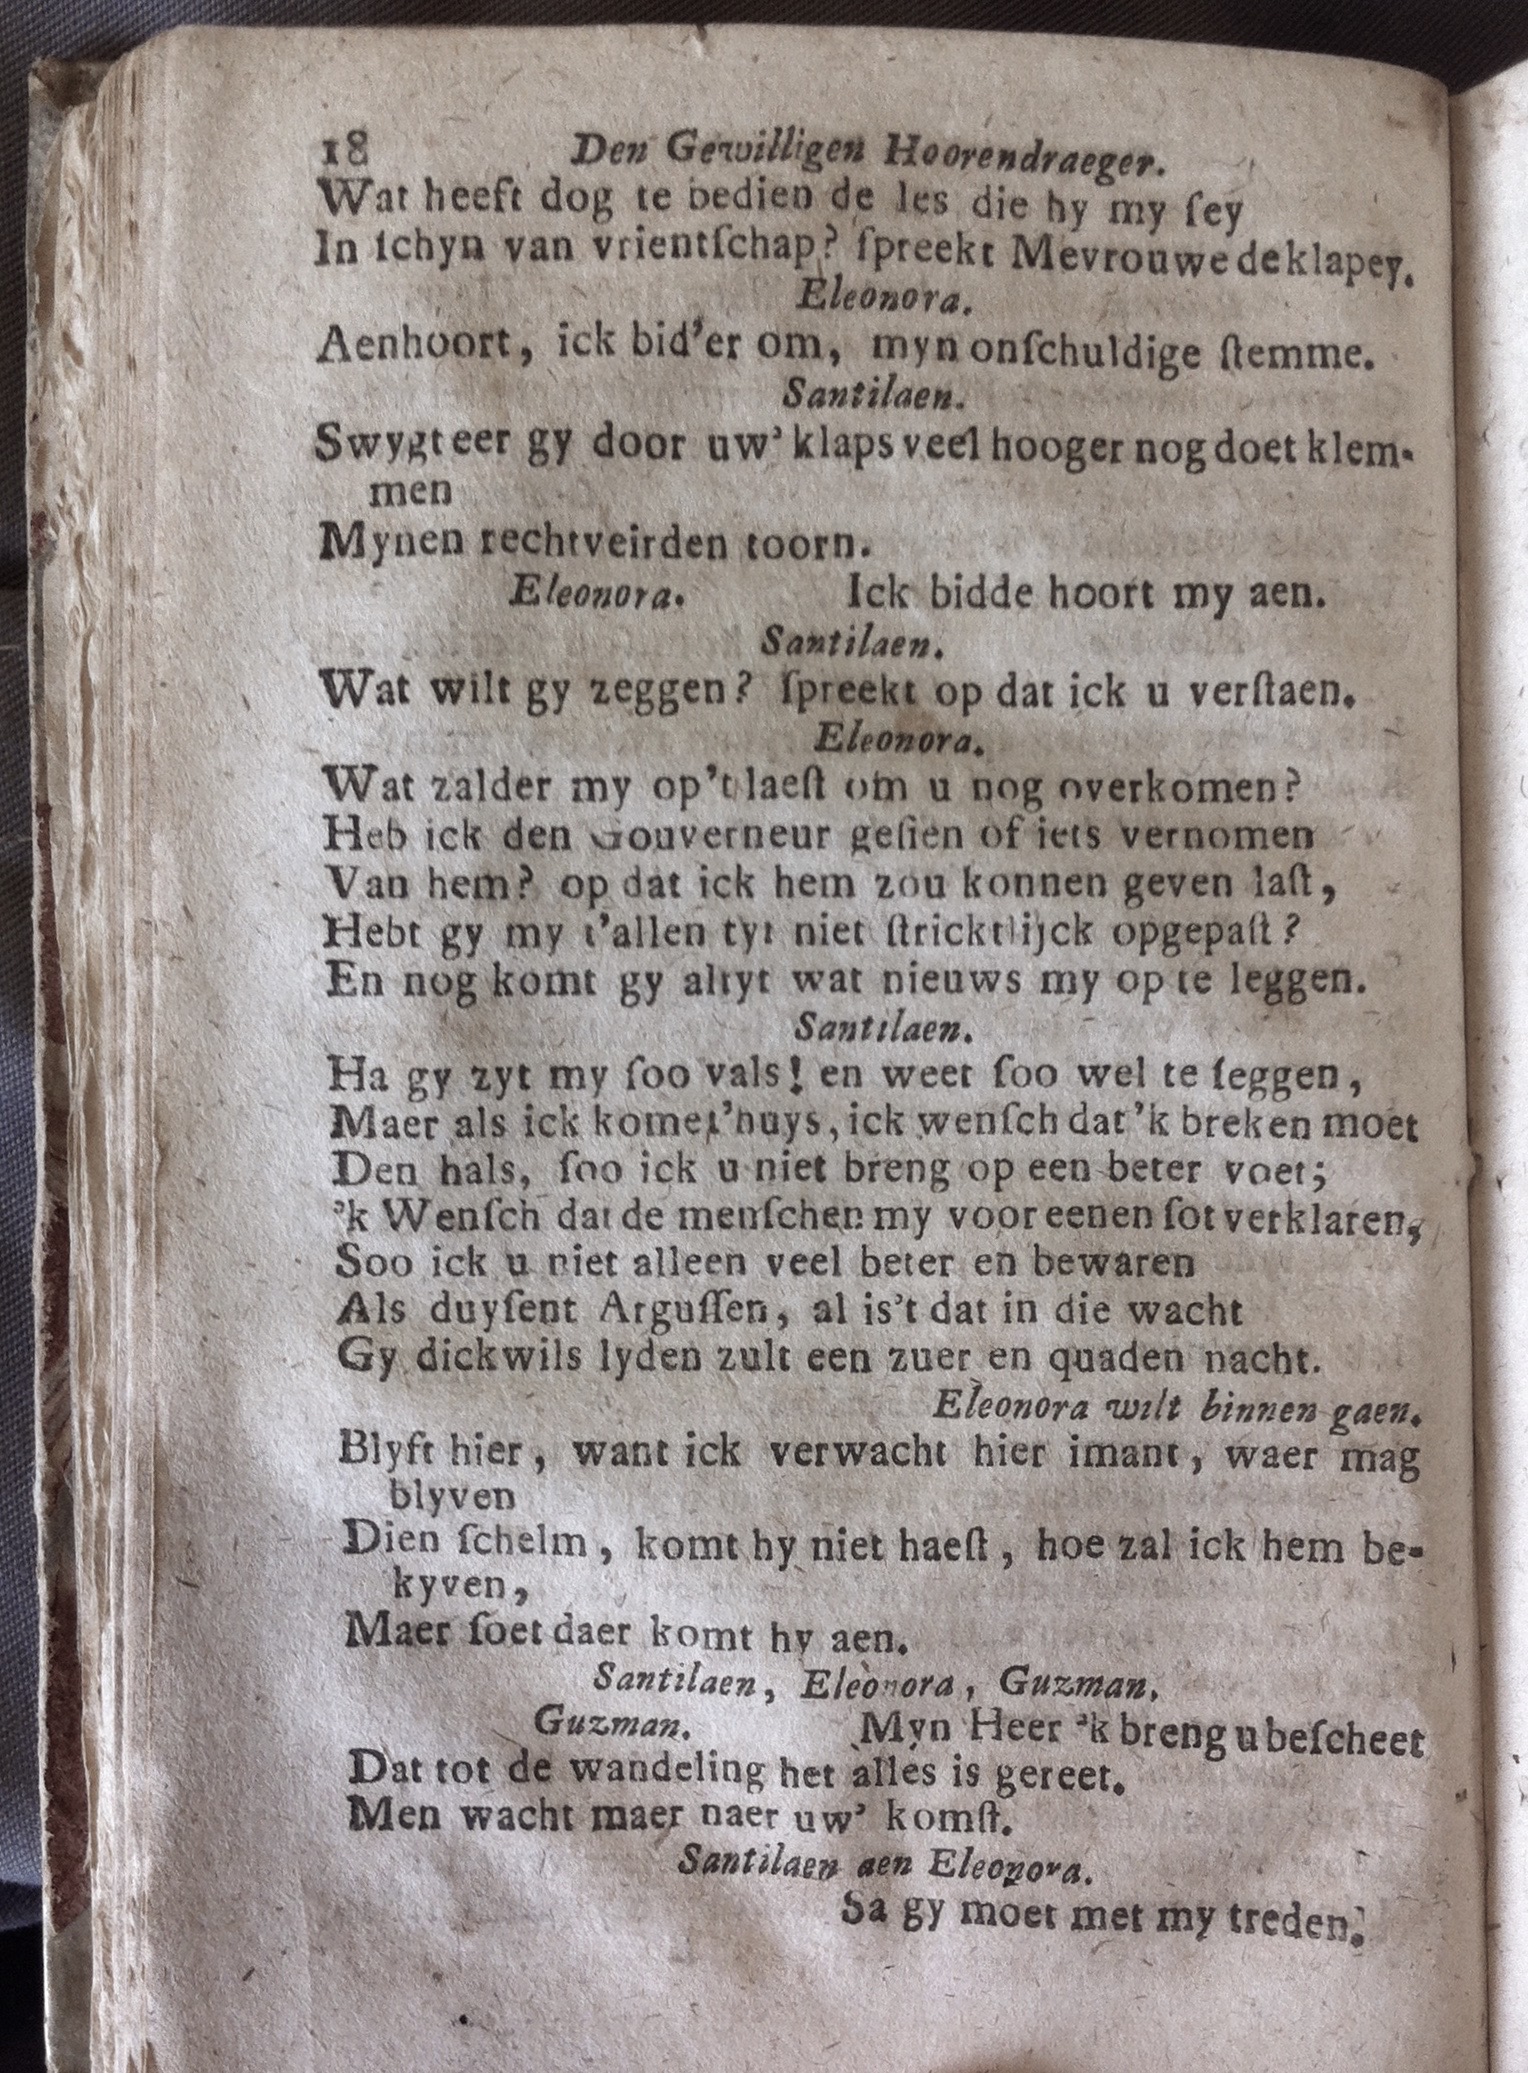 18 Den Gewilligen Hoorendraeger.
Wat heeft dog te bedien de les die hy my ſey
In ſchyn van vrientſchap? ſpreekt Mevrouwe de klapey.
Eleonora.
Aenhoort, ick bid'er om, myn onſchuldige ſtemme.
Santilaen.
Swygt eer gy door uw' klaps veel hooger nog doet klem-
men
Mynen rechtveirden toorn.
Eleonora. Ick bidde hoort my aen.
Santilaen.
Wat wilt gy zeggen? ſpreekt op dat ick u verſtaen.
Eleonora.
Wat zalder my op't laeſt om u nog overkomen?
Heb ick den Gouverneur geſien of iets vernomen
Van hem? op dat ick hem zou konnen geven laſt,
Hebt gy my t'allen tyt niet ſtricktlijck opgepaſt?
En nog komt gy altyt wat nieuws my op te leggen.
Santilaen.
Ha gy zyt my ſoo vals! en weet ſoo wel te ſeggen,
Maer als ick kome t'huys, ick wenſch dat 'k breken moet
Den hals, ſoo ick u niet breng op een beter voet;
'k Wenſch dat de menſchen my voor eenen ſot verklaren,
Soo ick u niet alleen veel beter en bewaren
Als duyſent Arguſſen, al is't dat in die wacht
Gy dickwils lyden zult een zuer en quaden nacht.
Eleonora wilt binnen gaen.
Blyft hier, want ick verwacht hier imant, waer mag
blyven
Dien ſchelm, komt hy niet haeſt, hoe zal ick hem be-
kyven,
Maer ſoet daer komt hy aen.
Santilaen, Eleonora, Guzman.
Guzman. Myn Heer 'k breng u beſcheet
Dat tot de wandeling het alles is gereet.
Men wacht maer naer uw' komſt.
Santilaen aen Eleonora.
Sa gy moet met my treden.